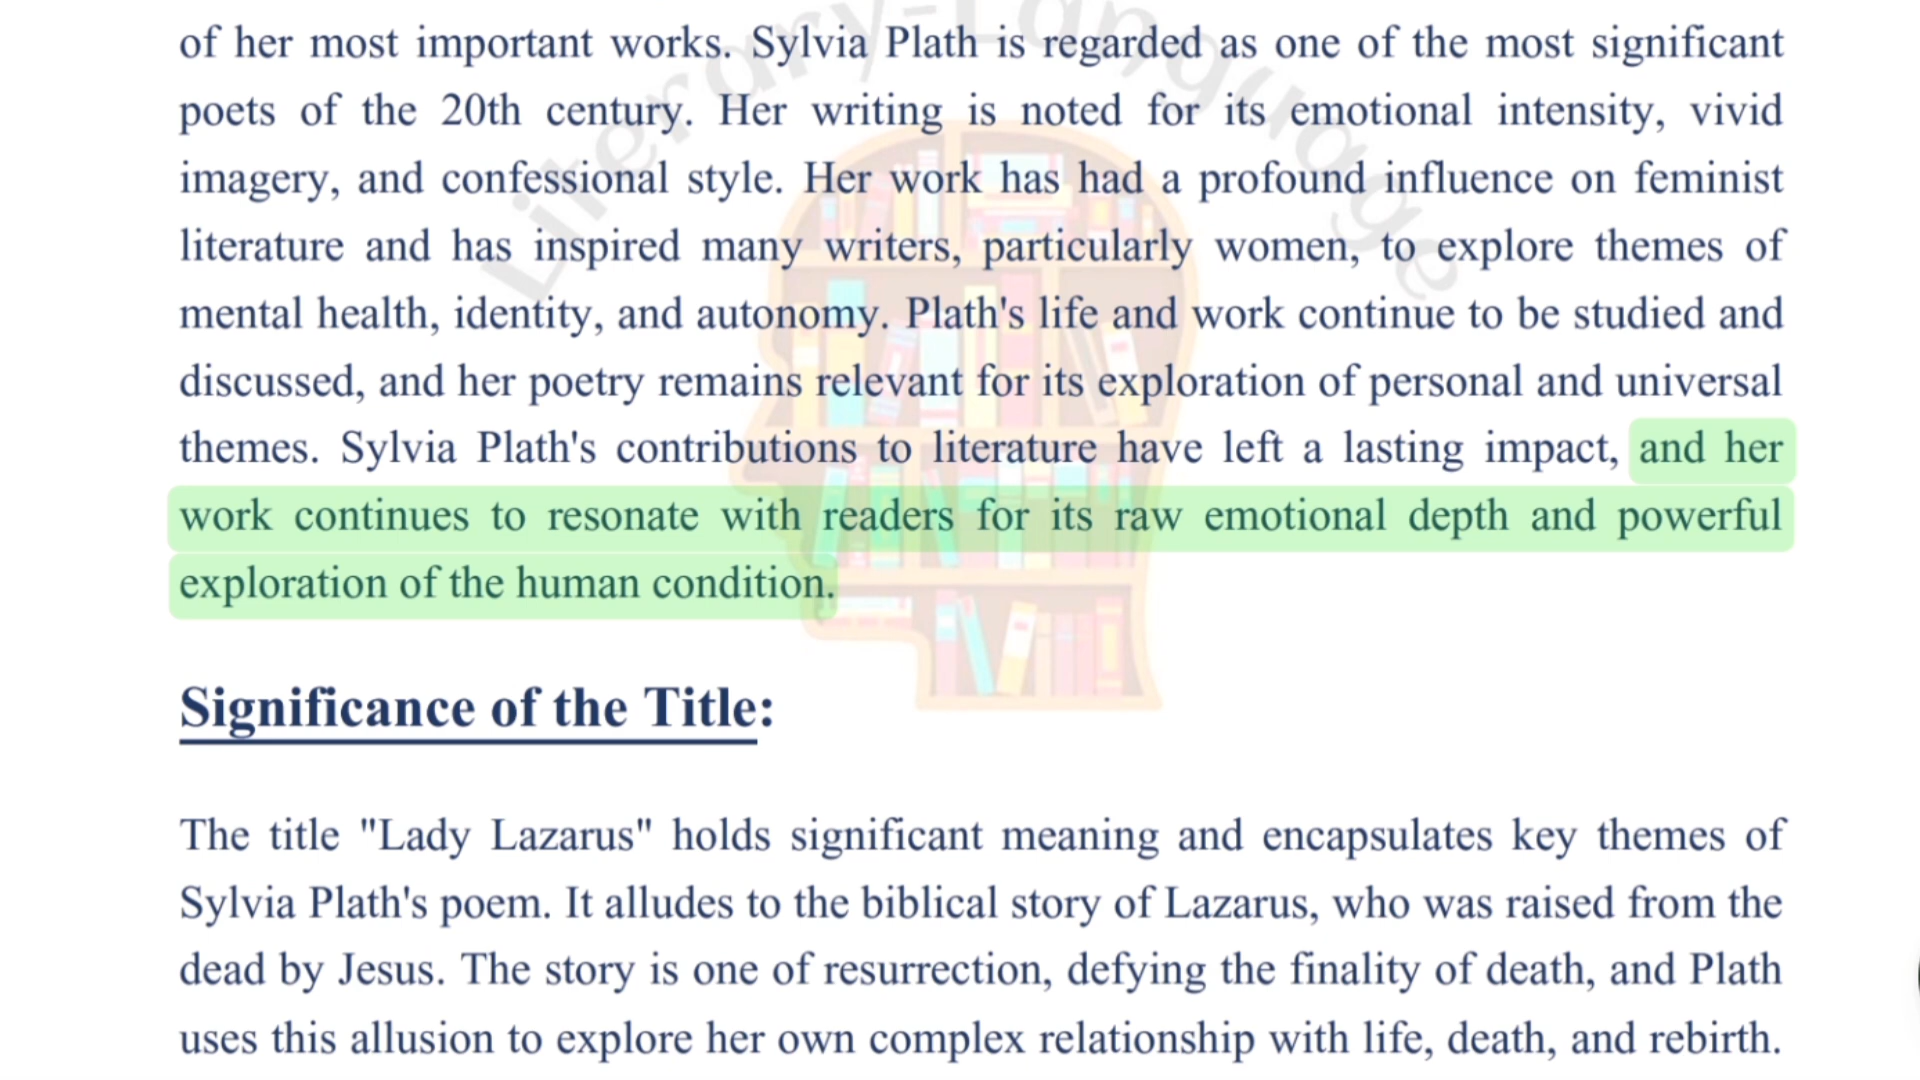 of her most important works. Sylvia Plath is regarded as one of the most significant
poets of the 20th century. Her writing is noted for its emotional intensity, vivid
imagery, and confessional style. Her work has had a profound influence on feminist
literature and has inspired many writers, particularly women, to explore themes of
mental health, identity, and autonomy. Plath's life and work continue to be studied and
discussed, and her poetry remains relevant for its exploration of personal and universal
themes. Sylvia Plath's contributions to literature have left a lasting impact, and her
work continues to resonate with readers for its raw emotional depth and powerful
exploration of the human condition.
Significance of the Title:
The title "Lady Lazarus" holds significant meaning and encapsulates key themes of
Sylvia Plath's poem. It alludes to the biblical story of Lazarus, who was raised from the
dead by Jesus. The story is one of resurrection, defying the finality of death, and Plath
uses this allusion to explore her own complex relationship with life, death, and rebirth.
Literary-Language